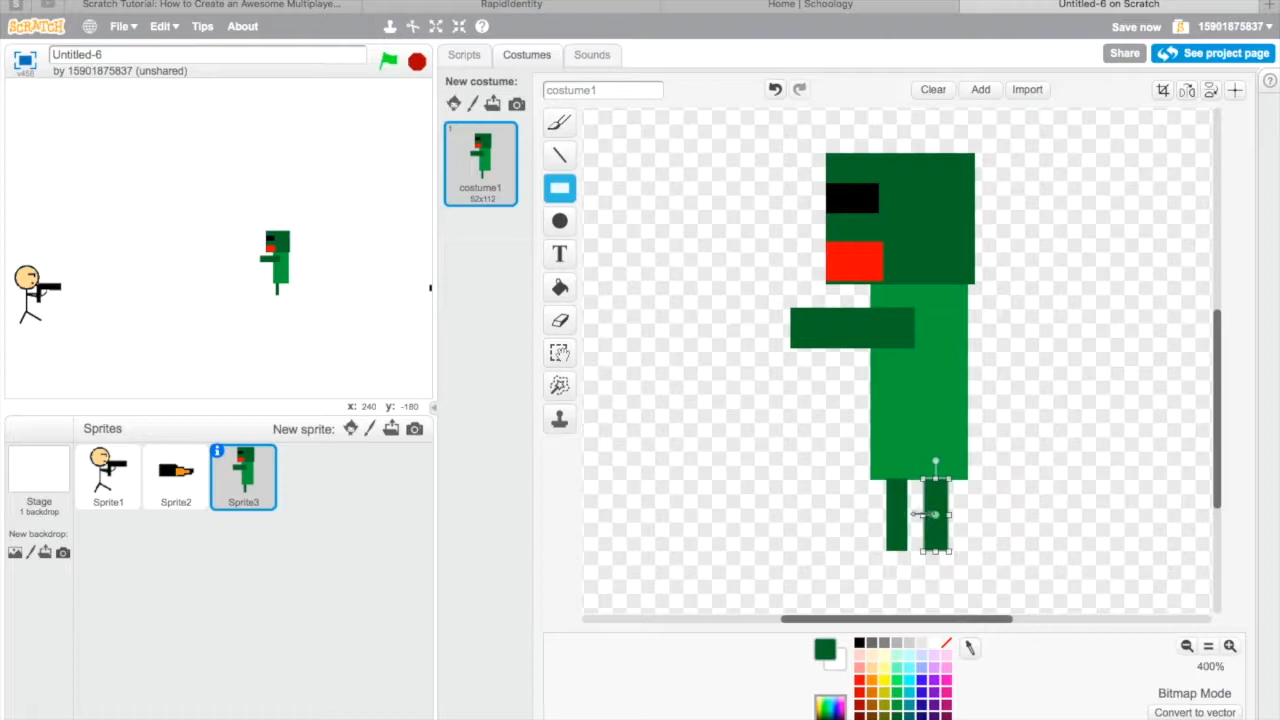 Scratch Tutorial: How to Create an Awesome Multiplaye...
RapidIdentity
Home | Schoology
Untitled-6 on Scratch
SCRATCH
File
Edit
Tips
About
Save now
15901875837
v456
Untitled-6
by 15901875837 (unshared)
Scripts
Costumes
Sounds
Share
See project page
New costume:
costume1
Clear
Add
Import
1
costume1
52x112
T
x: 240 y: -180
Sprites
New sprite:
Stage
1 backdrop
New backdrop:
Sprite1
Sprite2
Sprite3
400%
Bitmap Mode
Convert to vector